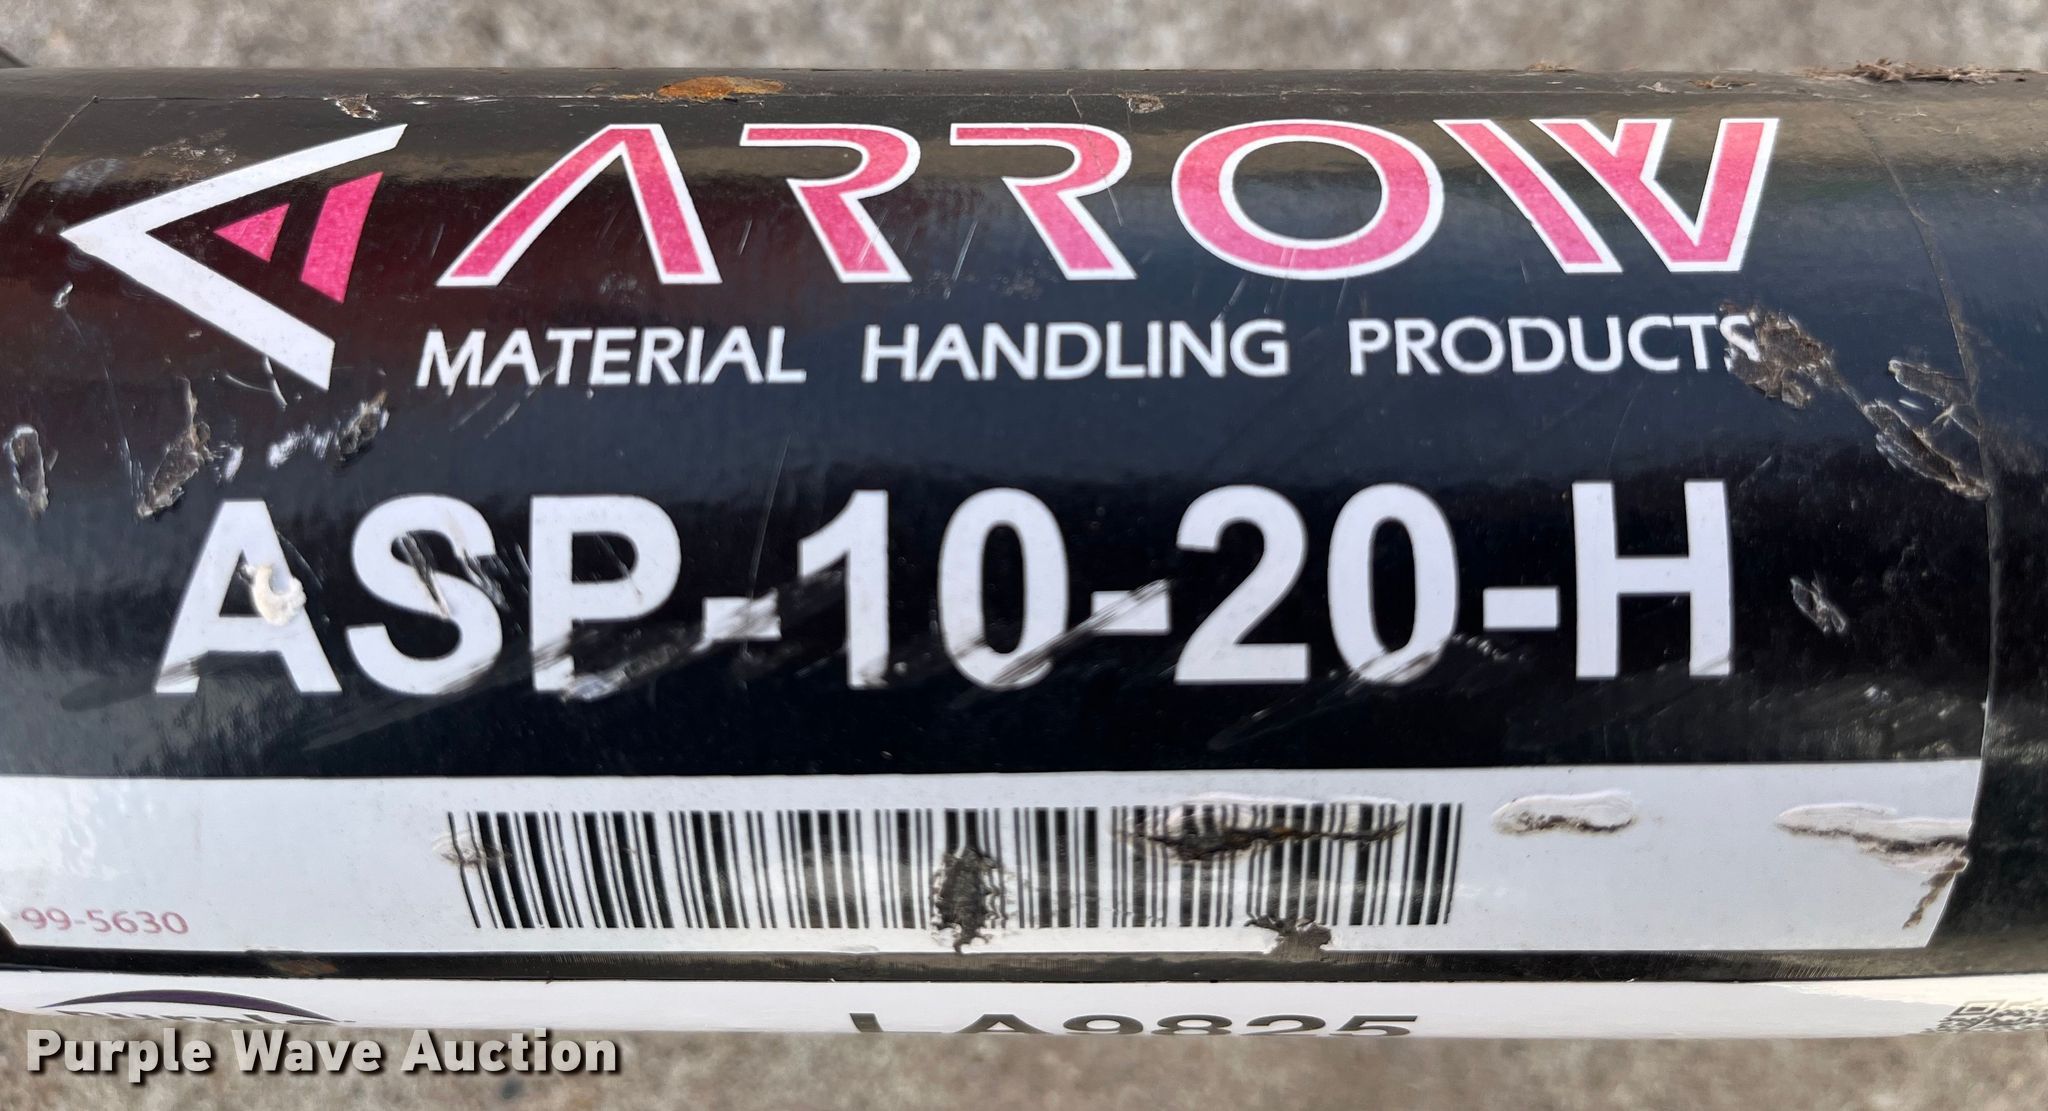 ARROW
MATERIAL HANDLING PRODUCTS
ASP-10-20-H
99-5630
LA9825
Purple Wave Auction